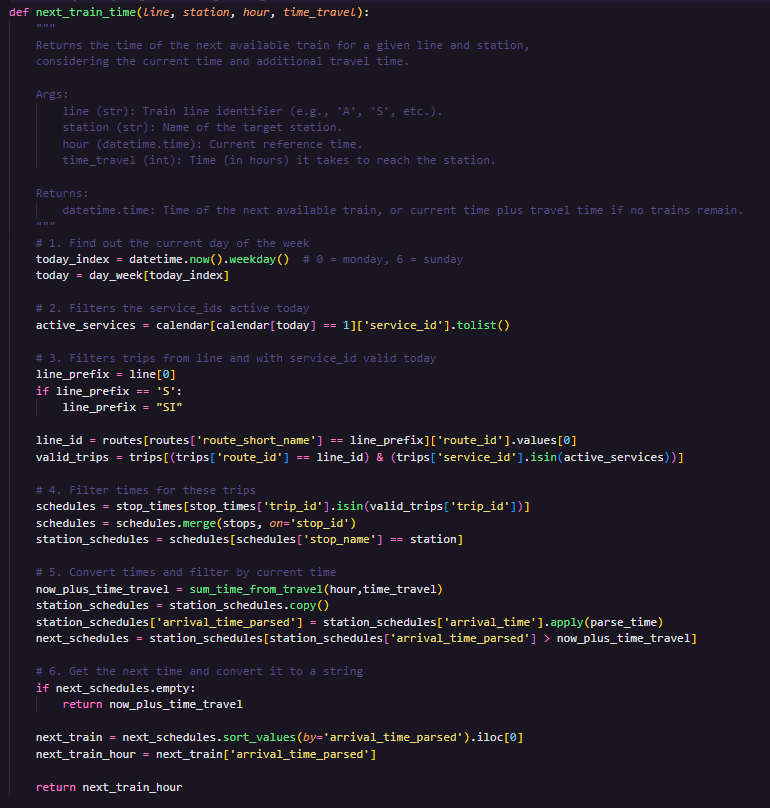 def next_train_time(line, station, hour, time_travel):
    """
    Returns the time of the next available train for a given line and station,
    considering the current time and additional travel time.

    Args:
        line (str): Train line identifier (e.g., 'A', 'S', etc.).
        station (str): Name of the target station.
        hour (datetime.time): Current reference time.
        time_travel (int): Time (in hours) it takes to reach the station.

    Returns:
        datetime.time: Time of the next available train, or current time plus travel time if no trains remain.
    """
    # 1. Find out the current day of the week
    today_index = datetime.now().weekday()  # 0 = monday, 6 = sunday
    today = day_week[today_index]

    # 2. Filters the service_ids active today
    active_services = calendar[calendar[today] == 1]['service_id'].tolist()

    # 3. Filters trips from line and with service_id valid today
    line_prefix = line[0]
    if line_prefix == 'S':
        line_prefix = "SI"

    line_id = routes[routes['route_short_name'] == line_prefix]['route_id'].values[0]
    valid_trips = trips[(trips['route_id'] == line_id) & (trips['service_id'].isin(active_services))]

    # 4. Filter times for these trips
    schedules = stop_times[stop_times['trip_id'].isin(valid_trips['trip_id'])]
    schedules = schedules.merge(stops, on='stop_id')
    station_schedules = schedules[schedules['stop_name'] == station]

    # 5. Convert times and filter by current time
    now_plus_time_travel = sum_time_from_travel(hour,time_travel)
    station_schedules = station_schedules.copy()
    station_schedules['arrival_time_parsed'] = station_schedules['arrival_time'].apply(parse_time)
    next_schedules = station_schedules[station_schedules['arrival_time_parsed'] > now_plus_time_travel]

    # 6. Get the next time and convert it to a string
    if next_schedules.empty:
        return now_plus_time_travel

    next_train = next_schedules.sort_values(by='arrival_time_parsed').iloc[0]
    next_train_hour = next_train['arrival_time_parsed']

    return next_train_hour